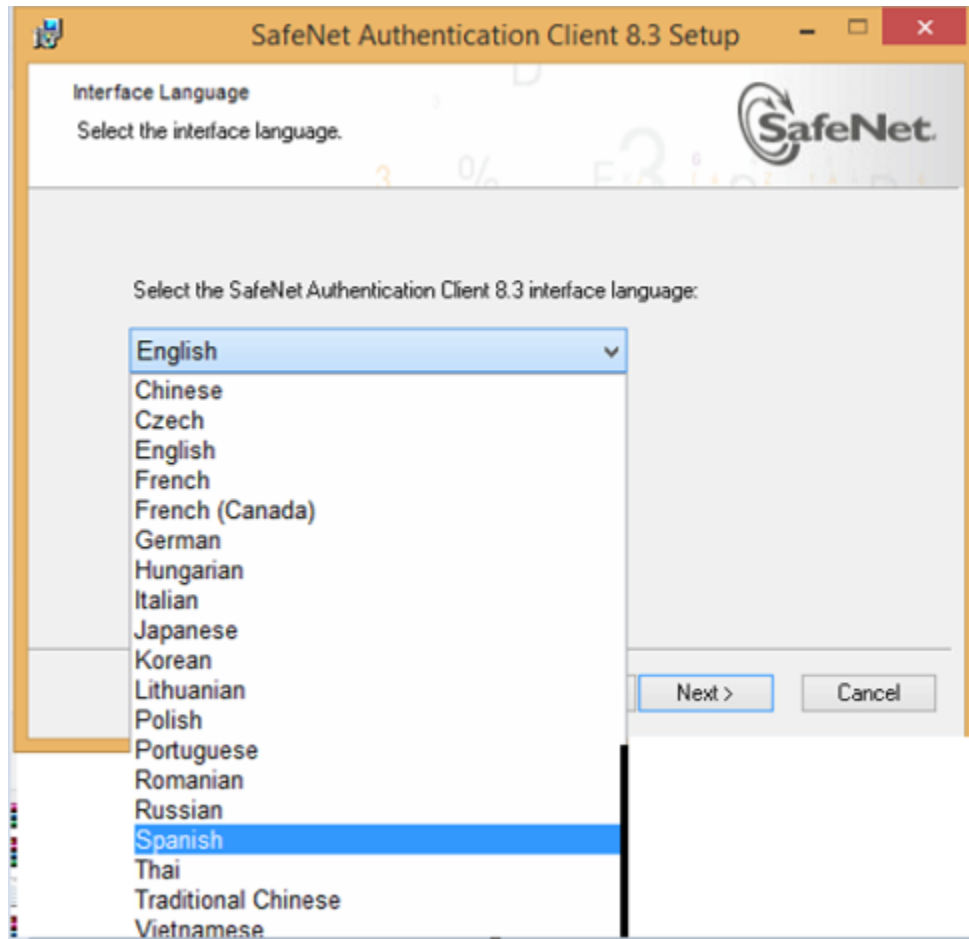 SafeNet Authentication Client 8.3 Setup
Interface Language
Select the interface language.
SafeNet.
Select the SafeNet Authentication Client 8.3 interface language:
English
Chinese
Czech
English
French
French (Canada)
German
Hungarian
Italian
Japanese
Korean
Lithuanian
Polish
Portuguese
Romanian
Russian
Spanish
Thai
Traditional Chinese
Vietnamese
Next >
Cancel